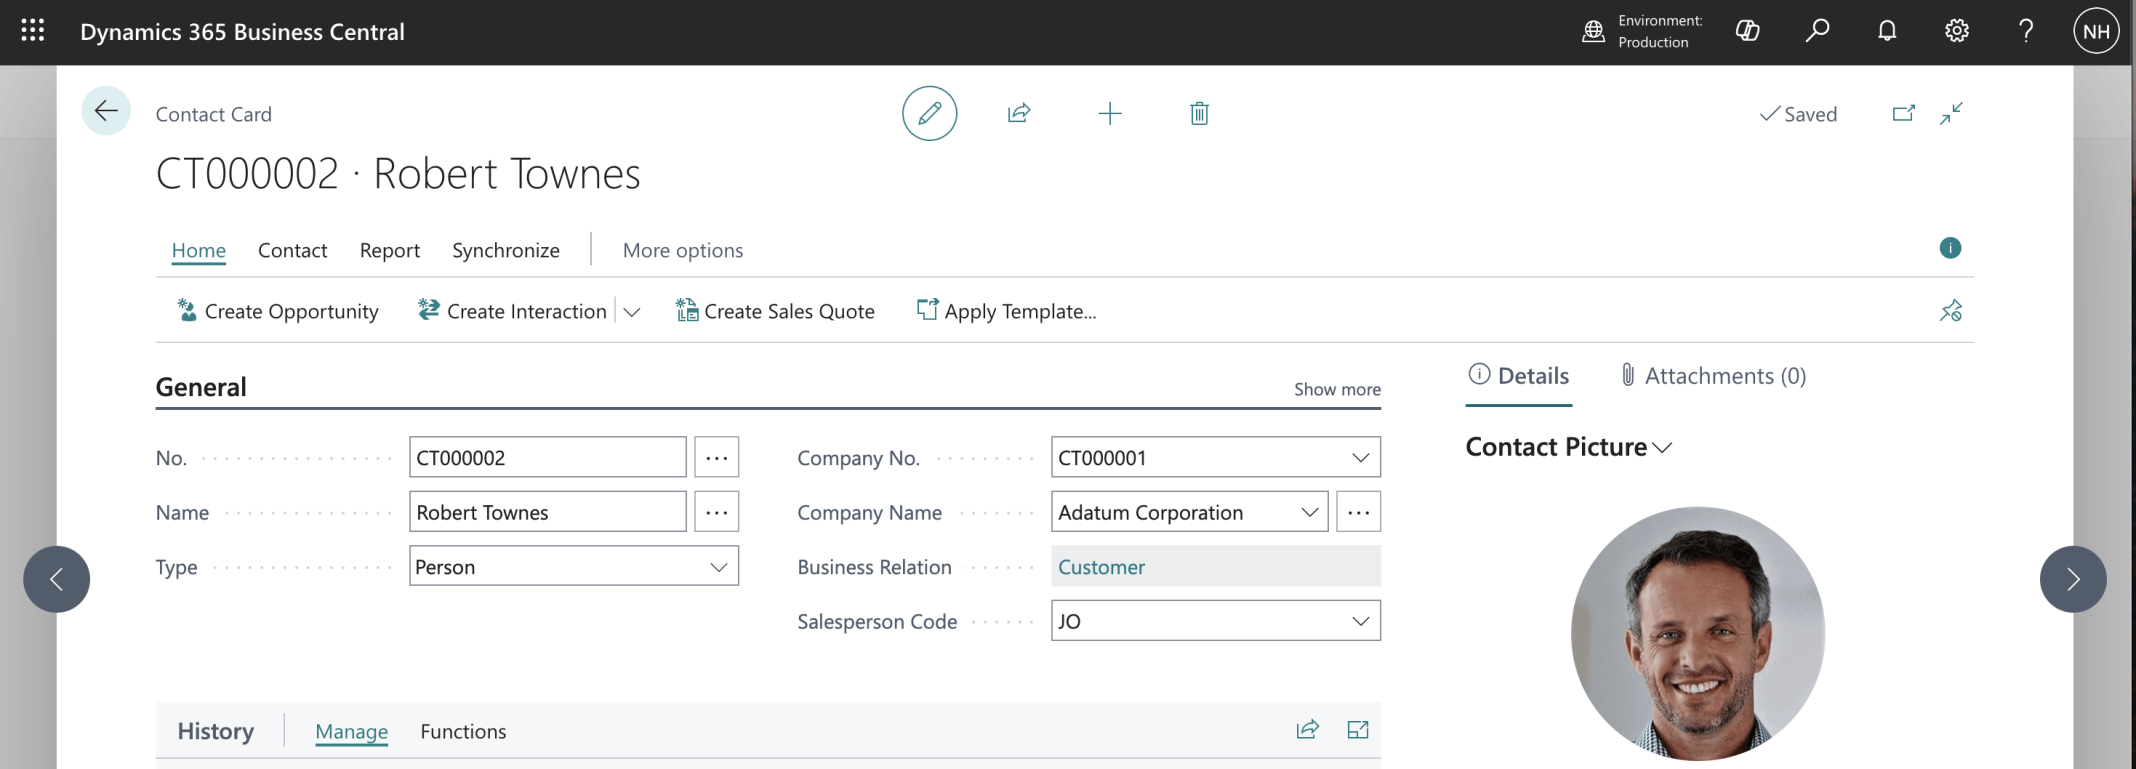 Dynamics 365 Business Central
Environment:
Production
?
NH
Contact Card
Saved
CT000002 · Robert Townes
Home Contact Report Synchronize More options
Create Opportunity Create Interaction Create Sales Quote Apply Template...
General
Show more
No. CT000002 ...
Name Robert Townes ...
Type Person
Company No. CT000001
Company Name Adatum Corporation ...
Business Relation Customer
Salesperson Code JO
History Manage Functions
Details Attachments (0)
Contact Picture